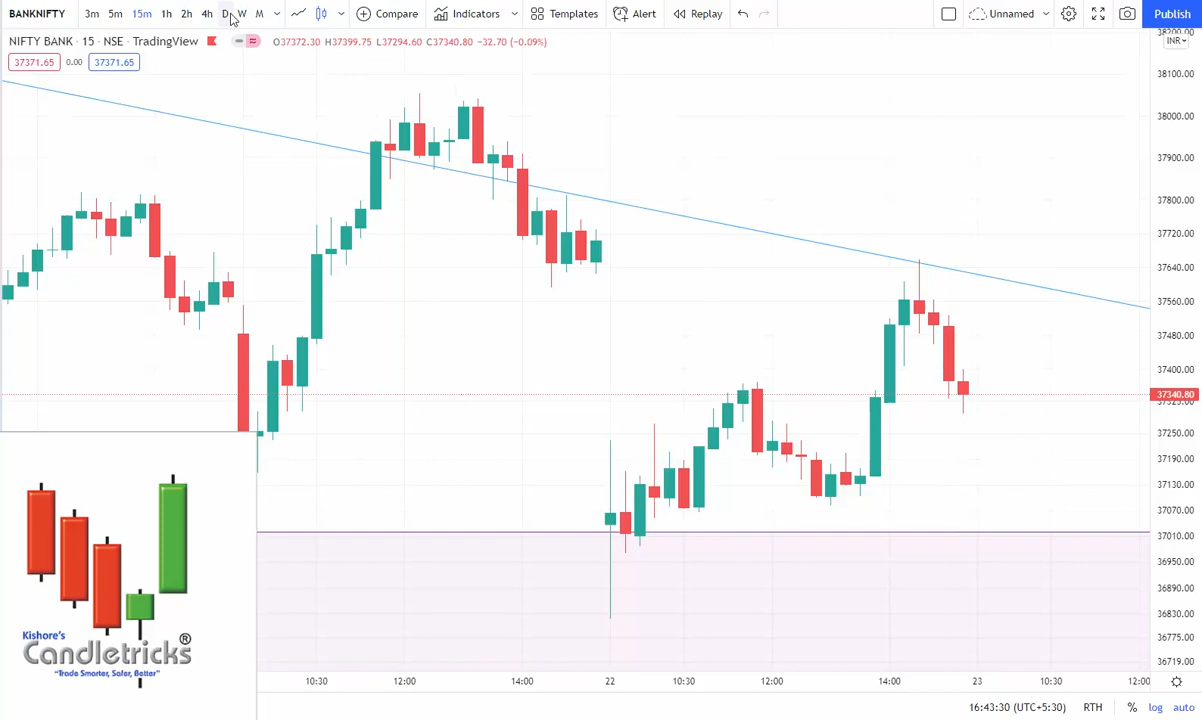 BANKNIFTY 3m 5m 15m 1h 2h 4h D W M Compare Indicators Templates Alert Replay Unnamed Publish
NIFTY BANK · 15 · NSE · TradingView O37372.30 H37399.75 L37294.60 C37340.80 −32.70 (−0.09%)
37371.65 0.00 37371.65
INR
38200.00
38100.00
38000.00
37900.00
37800.00
37720.00
37640.00
37560.00
37480.00
37400.00
37340.80
37325.00
37250.00
37190.00
37130.00
37070.00
37010.00
36950.00
36890.00
36830.00
36775.00
36719.00
Kishore's
Candletricks®
"Trade Smarter, Safer, Better"
10:30 12:00 14:00 22 10:30 12:00 14:00 23 10:30 12:00
16:43:30 (UTC+5:30) RTH % log auto